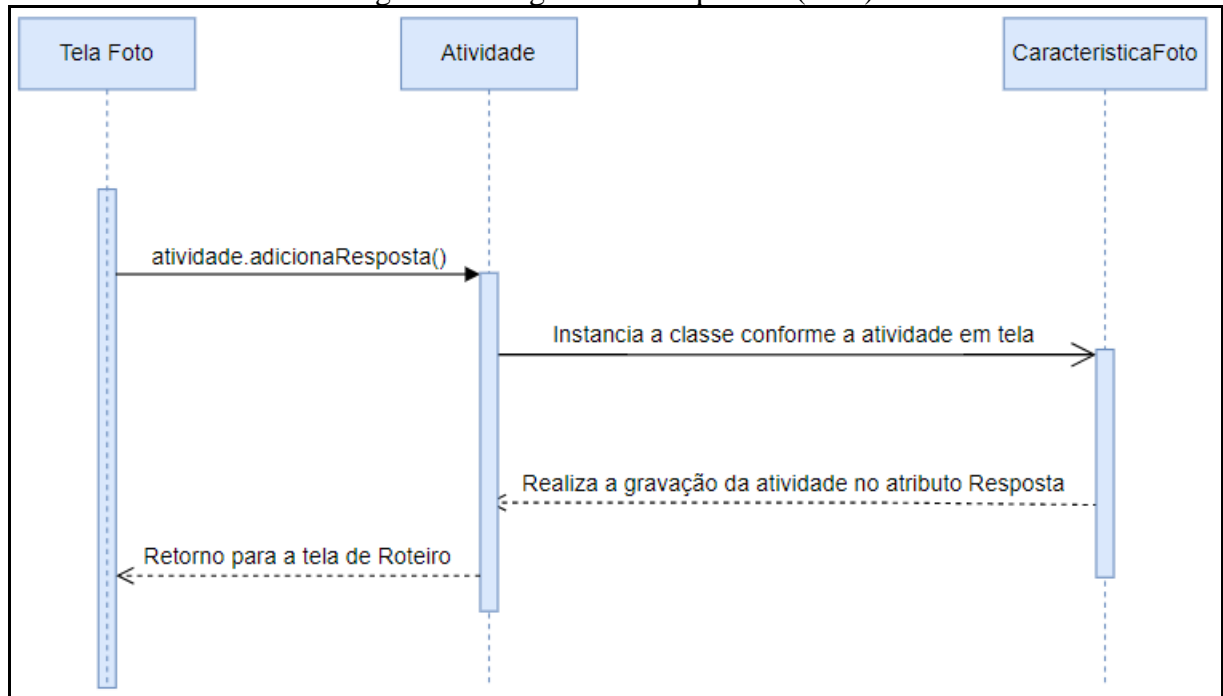 Tela Foto
Atividade
CaracteristicaFoto
atividade.adicionaResposta()
Instancia a classe conforme a atividade em tela
Realiza a gravação da atividade no atributo Resposta
Retorno para a tela de Roteiro